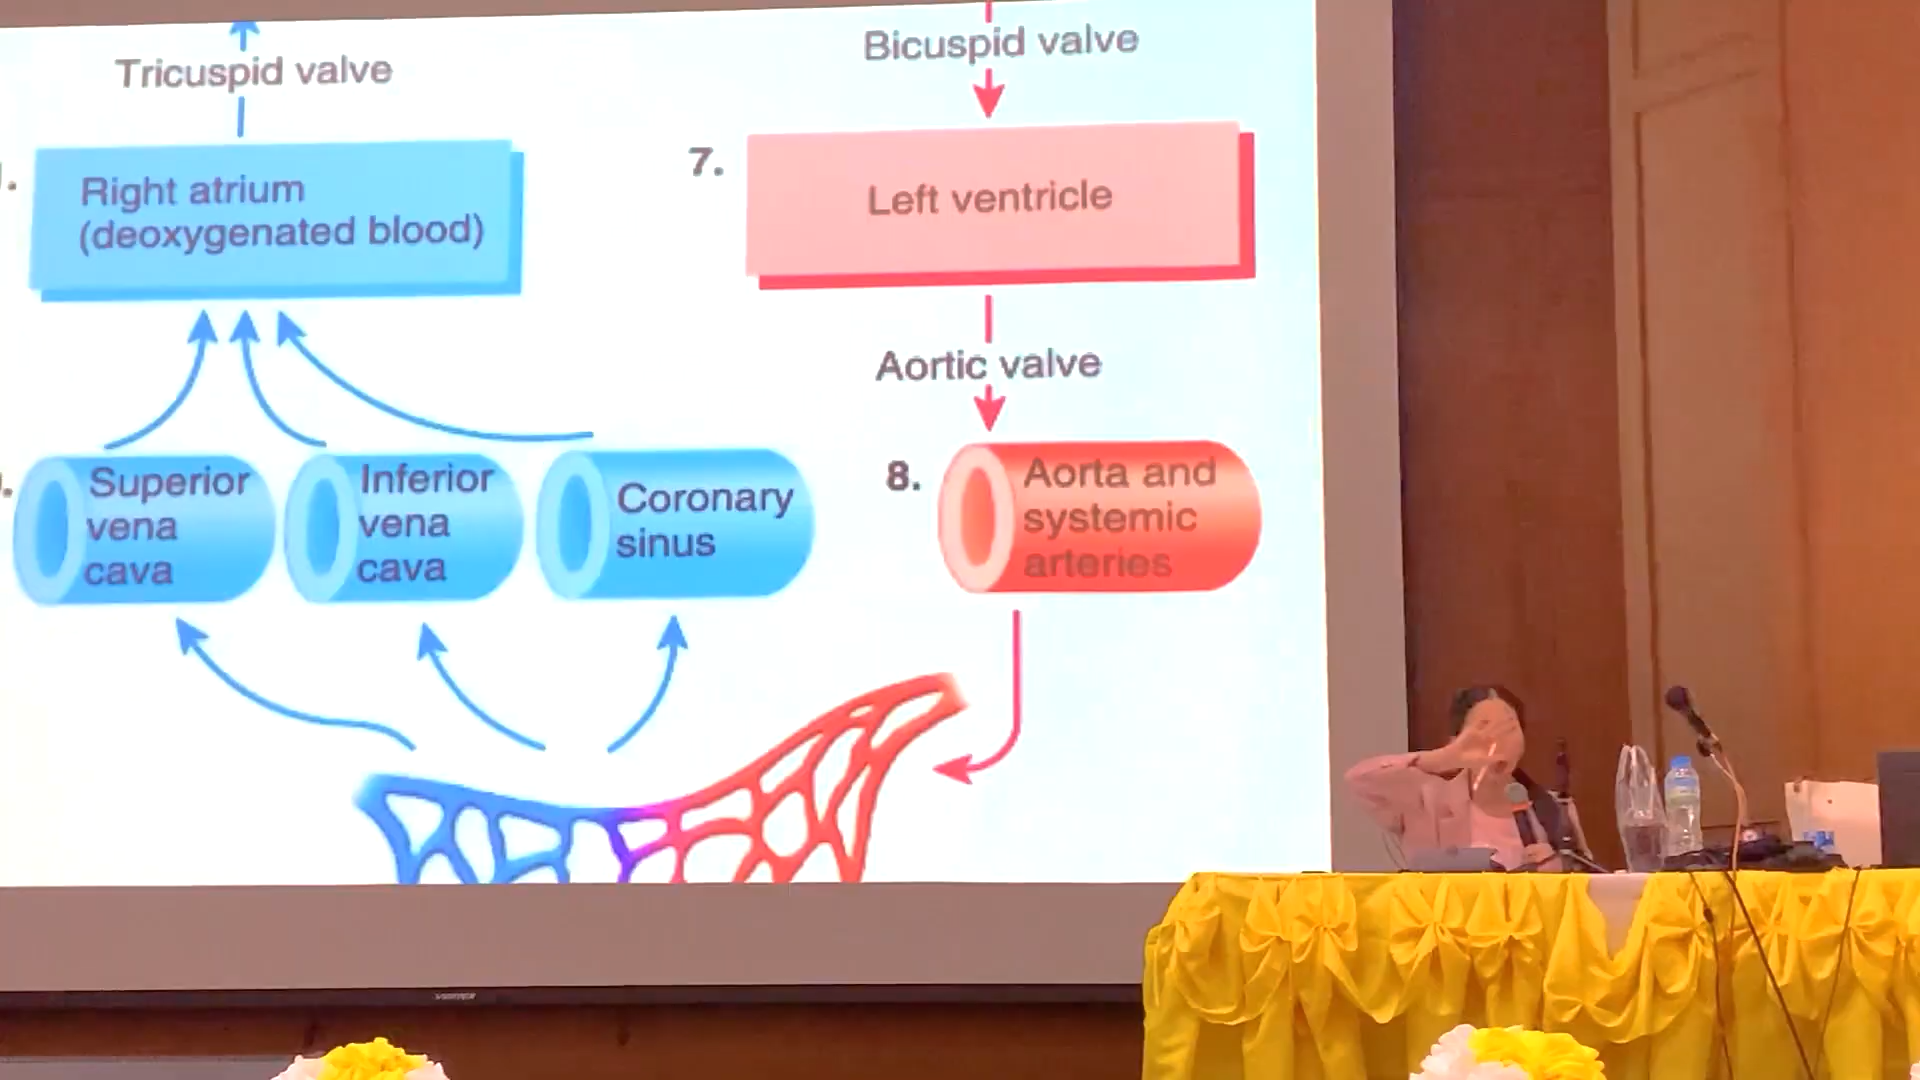 Tricuspid valve
Right atrium
(deoxygenated blood)
Superior
vena
cava
Inferior
vena
cava
Coronary
sinus
Bicuspid valve
7.
Left ventricle
Aortic valve
8.
Aorta and
systemic
arteries